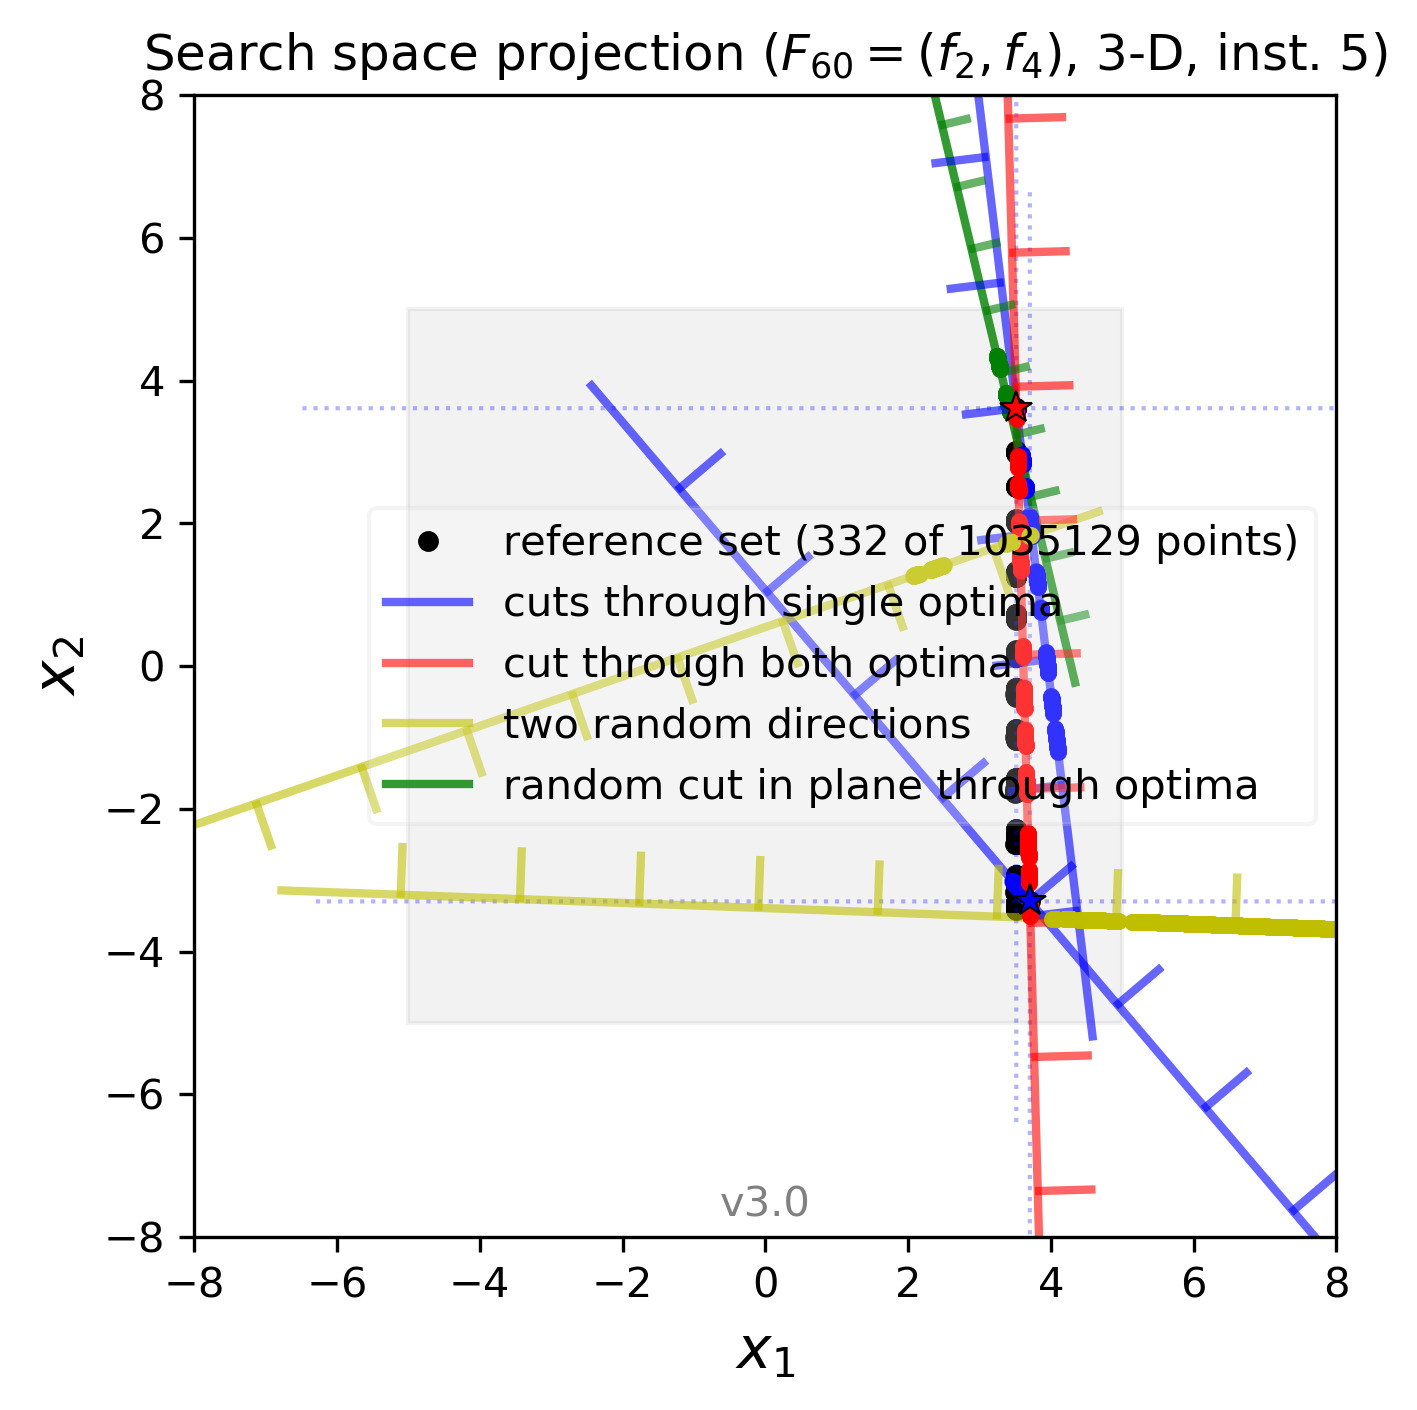 Search space projection (F60 = (f2, f4), 3-D, inst. 5)
8
6
4
2
0
−2
−4
−6
−8
x2
reference set (332 of 1035129 points)
cuts through single optima
cut through both optima
two random directions
random cut in plane through optima
v3.0
−8 −6 −4 −2 0 2 4 6 8
x1